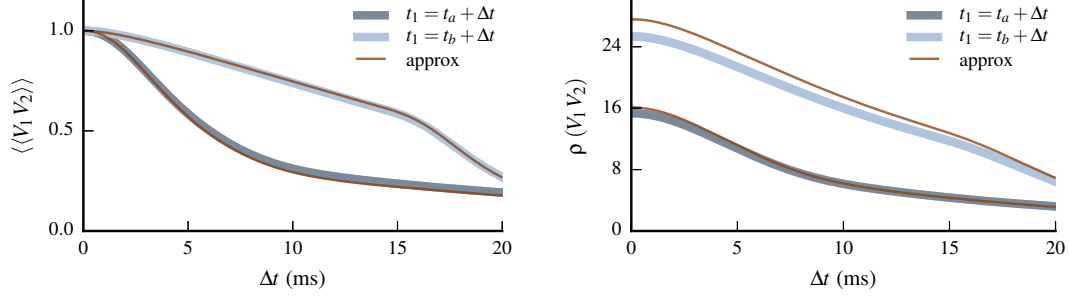 t₁ = tₐ + Δt
t₁ = t_b + Δt
approx
⟨⟨V₁ V₂⟩⟩
1.0
0.5
0.0
0
5
10
15
20
Δt (ms)
t₁ = tₐ + Δt
t₁ = t_b + Δt
approx
ρ (V₁ V₂)
24
16
8
0
0
5
10
15
20
Δt (ms)